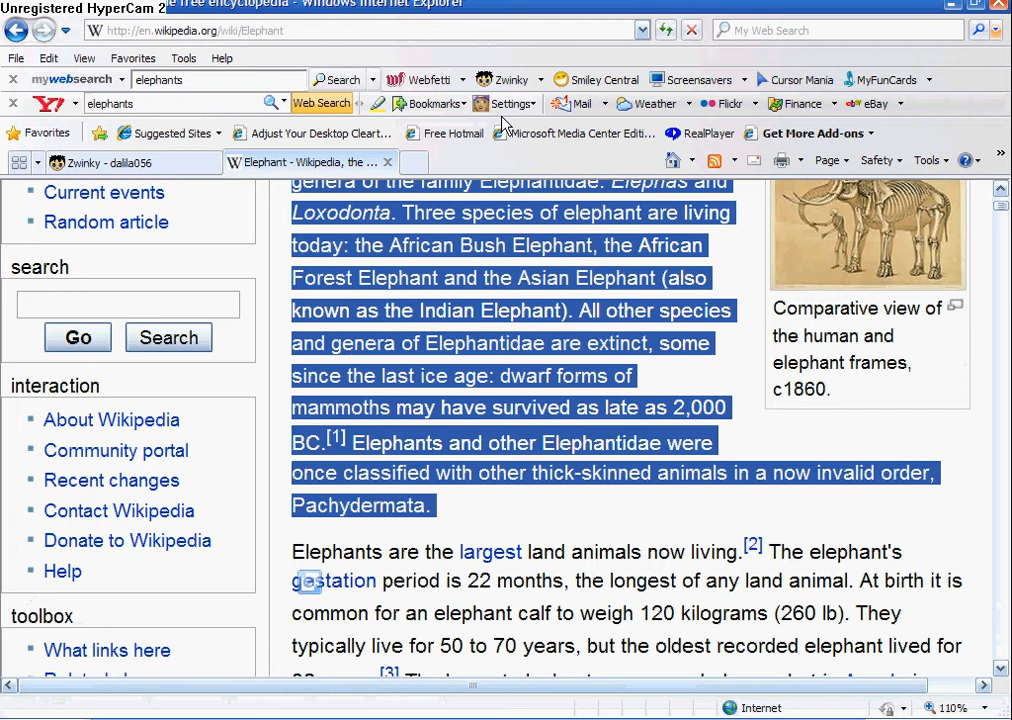 Unregistered HyperCam 2
free encyclopedia - Windows Internet Explorer
http://en.wikipedia.org/wiki/Elephant
My Web Search
File Edit View Favorites Tools Help
mywebsearch elephants Search Webfetti Zwinky Smiley Central Screensavers Cursor Mania MyFunCards
Y! elephants Web Search Bookmarks Settings Mail Weather Flickr Finance eBay
Favorites Suggested Sites Adjust Your Desktop Cleart... Free Hotmail Microsoft Media Center Editi... RealPlayer Get More Add-ons
Zwinky - dalila056 Elephant - Wikipedia, the ... Page Safety Tools
Current events
Random article
search
Go Search
interaction
About Wikipedia
Community portal
Recent changes
Contact Wikipedia
Donate to Wikipedia
Help
toolbox
What links here
genera of the family Elephantidae: Elephas and
Loxodonta. Three species of elephant are living
today: the African Bush Elephant, the African
Forest Elephant and the Asian Elephant (also
known as the Indian Elephant). All other species
and genera of Elephantidae are extinct, some
since the last ice age: dwarf forms of
mammoths may have survived as late as 2,000
BC.[1] Elephants and other Elephantidae were
once classified with other thick-skinned animals in a now invalid order,
Pachydermata.
Comparative view of
the human and
elephant frames,
c1860.
Elephants are the largest land animals now living.[2] The elephant's
gestation period is 22 months, the longest of any land animal. At birth it is
common for an elephant calf to weigh 120 kilograms (260 lb). They
typically live for 50 to 70 years, but the oldest recorded elephant lived for
[3]
Internet 110%